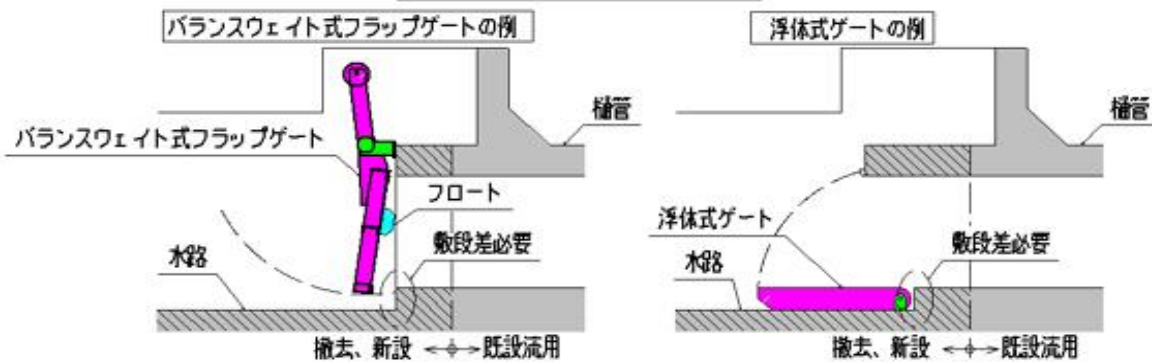 バランスウェイト式フラップゲートの例
バランスウェイト式フラップゲート
樋管
フロート
敷段差必要
水路
撤去、新設
既設流用
浮体式ゲートの例
樋管
浮体式ゲート
敷段差必要
水路
撤去、新設
既設流用